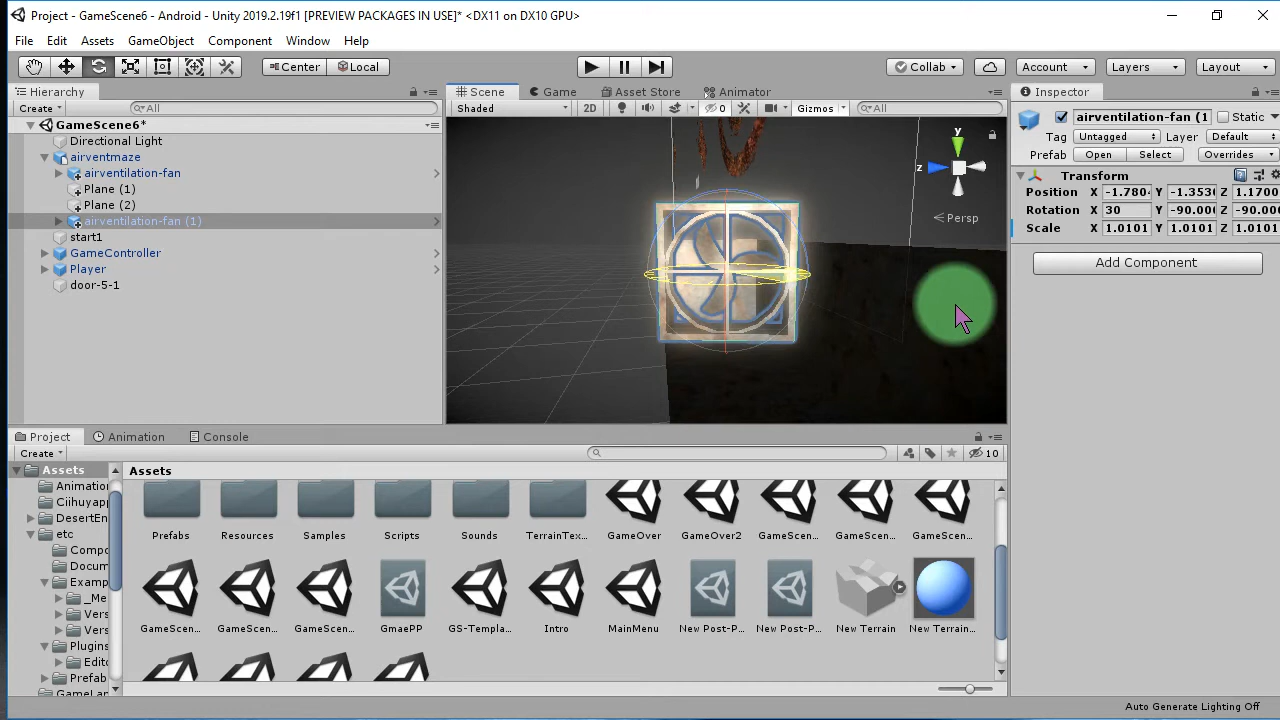 Project - GameScene6 - Android - Unity 2019.2.19f1 [PREVIEW PACKAGES IN USE]* <DX11 on DX10 GPU>
File Edit Assets GameObject Component Window Help
Center Local Collab Account Layers Layout
Hierarchy
Create All
GameScene6*
Directional Light
airventmaze
airventilation-fan
Plane (1)
Plane (2)
airventilation-fan (1)
start1
GameController
Player
door-5-1
Scene Game Asset Store Animator
Shaded 2D 0 Gizmos All
y
z
Persp
Inspector
airventilation-fan (1 Static
Tag Untagged Layer Default
Prefab Open Select Overrides
Transform
Position X -1.780 Y -1.353 Z 1.1700
Rotation X 30 Y -90.00 Z -90.00
Scale X 1.0101 Y 1.0101 Z 1.0101
Add Component
Project Animation Console
Create 10
Assets
Animation
Ciihuyapp
DesertEn
etc
Compo
Docum
Examp
_Me
Vers
Vers
Plugins
Edito
Prefab
GameLan
Assets
Prefabs Resources Samples Scripts Sounds TerrainTex... GameOver GameOver2 GameScen... GameScen... GameScen...
GameScen... GameScen... GameScen... GmaePP GS-Templa... Intro MainMenu New Post-P... New Post-P... New Terrain New Terrain...
Auto Generate Lighting Off